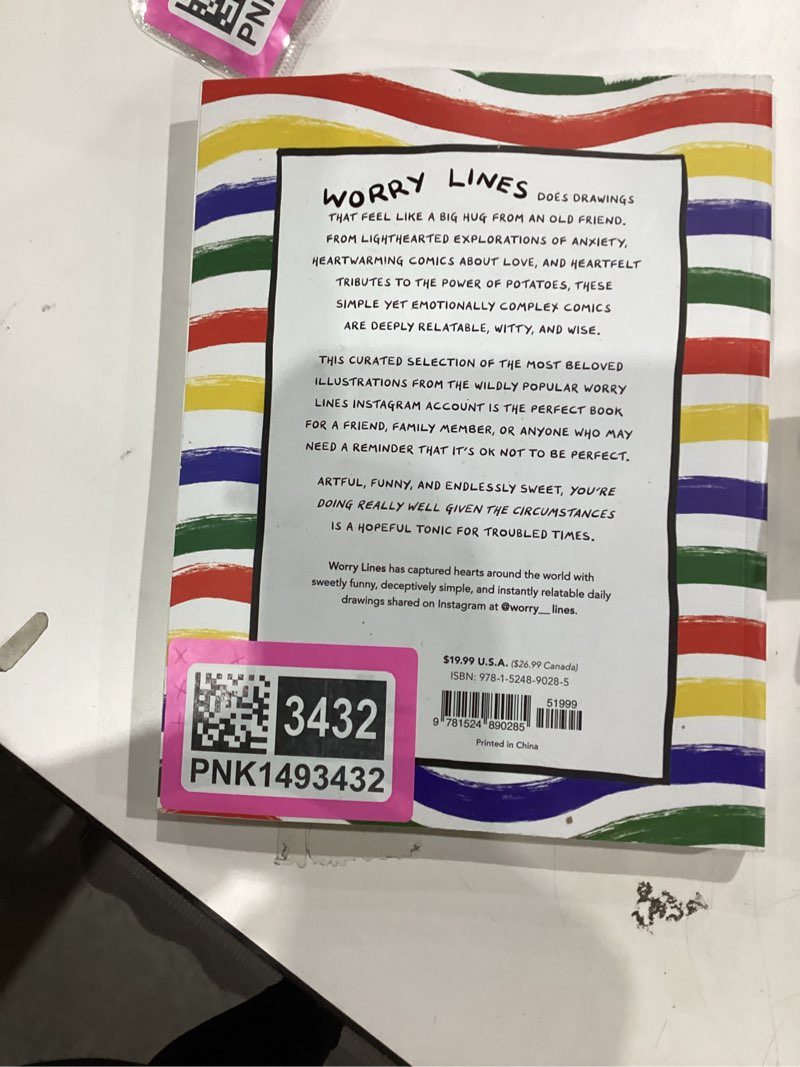 PNK
WORRY LINES DOES DRAWINGS
THAT FEEL LIKE A BIG HUG FROM AN OLD FRIEND.
FROM LIGHTHEARTED EXPLORATIONS OF ANXIETY,
HEARTWARMING COMICS ABOUT LOVE, AND HEARTFELT
TRIBUTES TO THE POWER OF POTATOES, THESE
SIMPLE YET EMOTIONALLY COMPLEX COMICS
ARE DEEPLY RELATABLE, WITTY, AND WISE.
THIS CURATED SELECTION OF THE MOST BELOVED
ILLUSTRATIONS FROM THE WILDLY POPULAR WORRY
LINES INSTAGRAM ACCOUNT IS THE PERFECT BOOK
FOR A FRIEND, FAMILY MEMBER, OR ANYONE WHO MAY
NEED A REMINDER THAT IT'S OK NOT TO BE PERFECT.
ARTFUL, FUNNY, AND ENDLESSLY SWEET, YOU'RE
DOING REALLY WELL GIVEN THE CIRCUMSTANCES
IS A HOPEFUL TONIC FOR TROUBLED TIMES.
Worry Lines has captured hearts around the world with
sweetly funny, deceptively simple, and instantly relatable daily
drawings shared on Instagram at @worry__lines.
$19.99 U.S.A. ($26.99 Canada)
ISBN: 978-1-5248-9028-5
51999
9 781524 890285
Printed in China
3432
PNK1493432